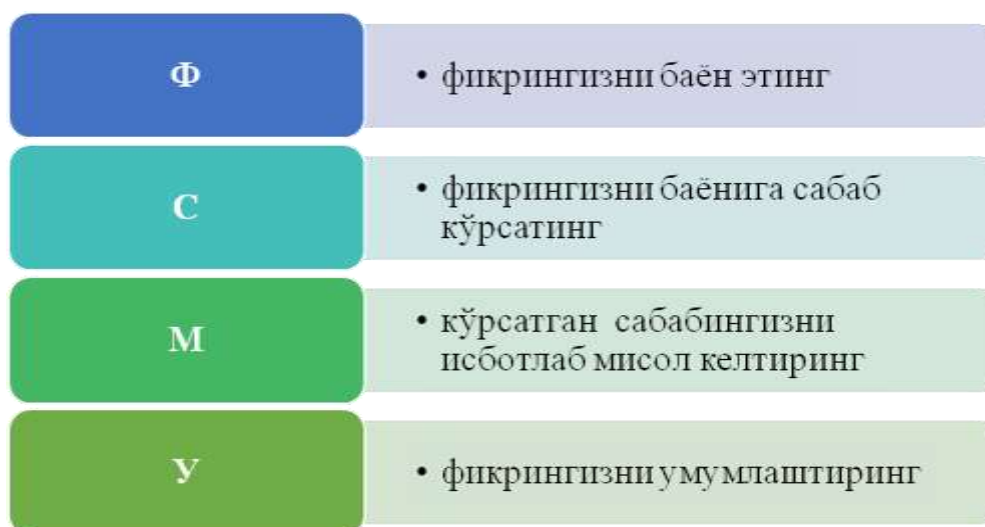 Ф
• фикрингизни баён этинг
С
• фикрингизни баёнига сабаб
кўрсатинг
М
• кўрсатган сабабингизни
исботлаб мисол келтиринг
У
• фикрингизни умумлаштиринг